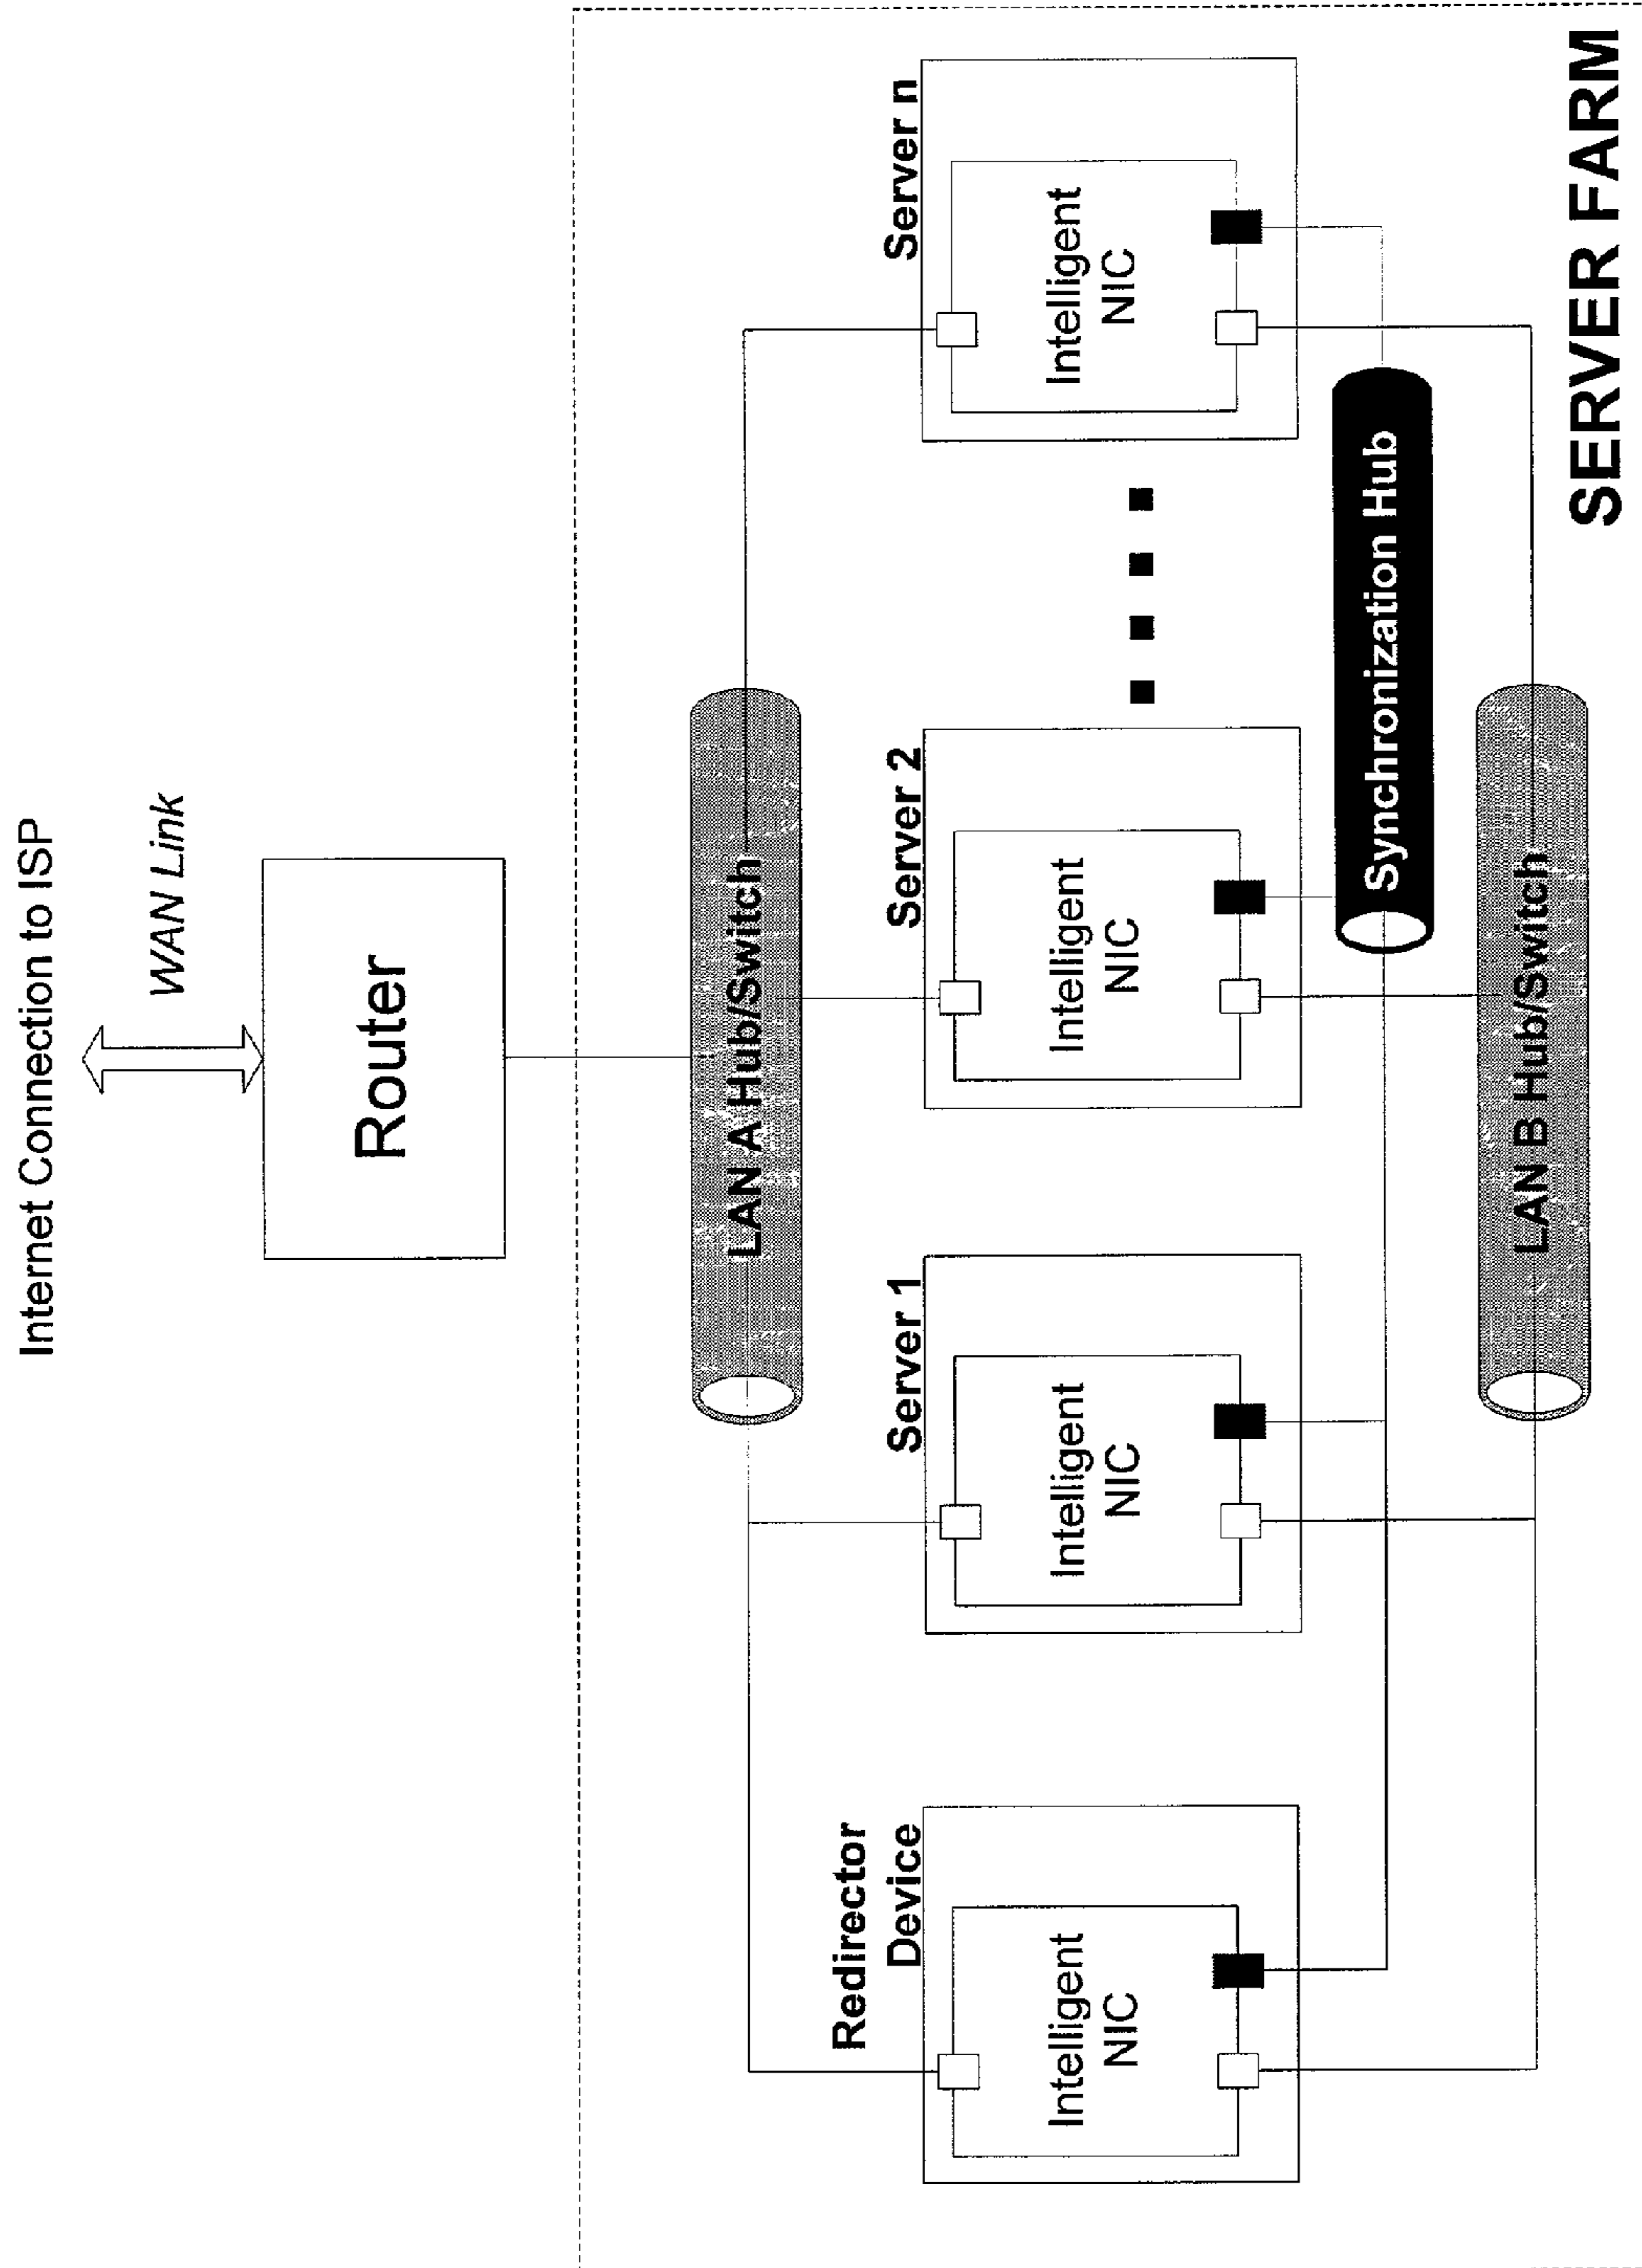 Internet Connection to ISP
WAN Link
Router
LAN A Hub/Switch
Redirector
Device
Intelligent
NIC
Server 1
Intelligent
NIC
Server 2
Intelligent
NIC
Server n
Intelligent
NIC
Synchronization Hub
LAN B Hub/Switch
SERVER FARM